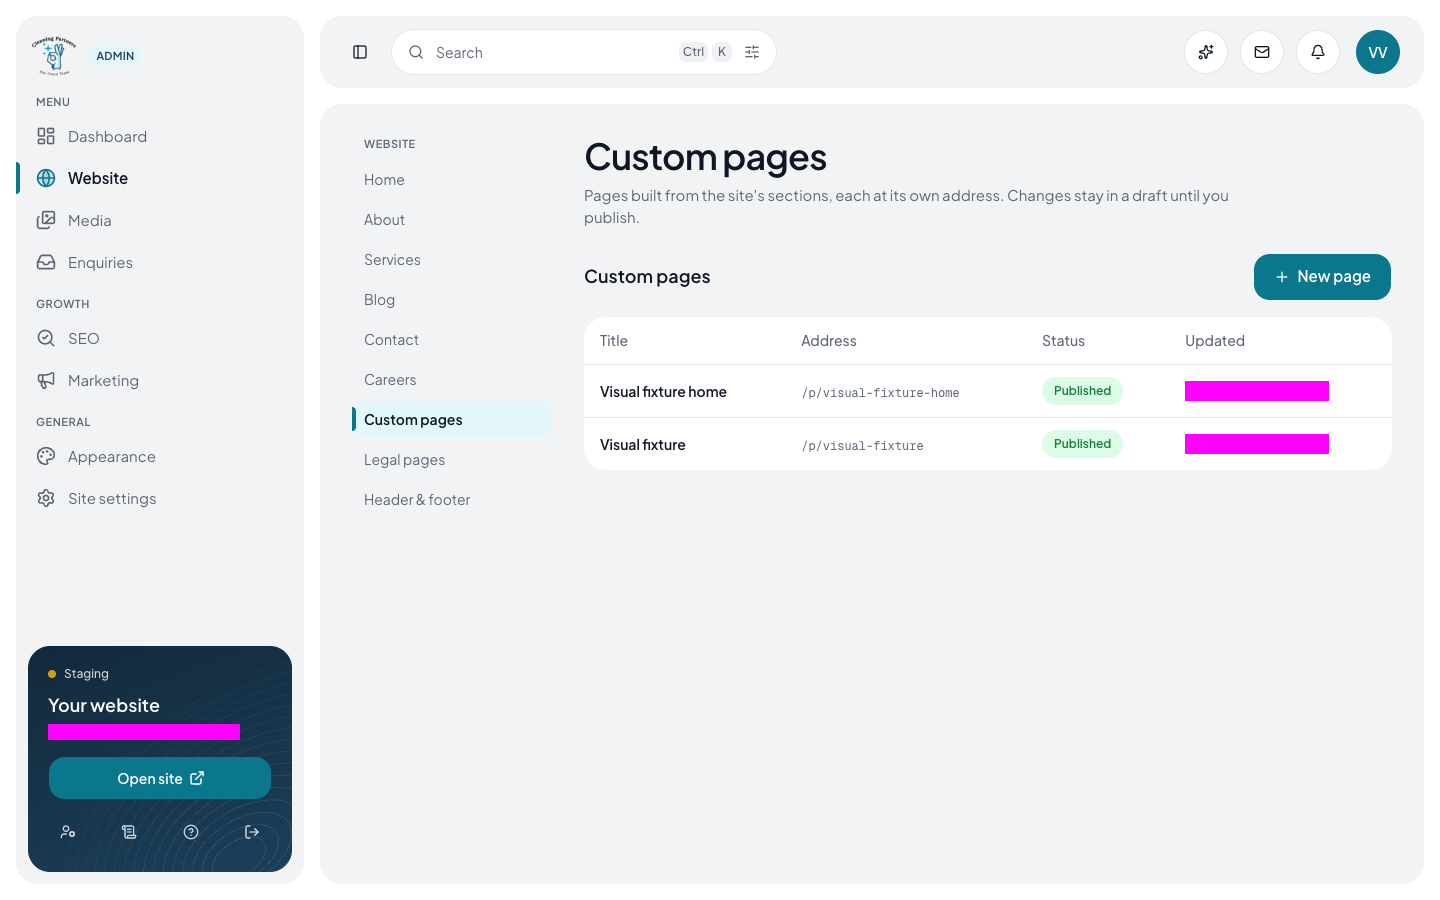 Cleaning Partners
ADMIN
MENU
Dashboard
Website
Media
Enquiries
GROWTH
SEO
Marketing
GENERAL
Appearance
Site settings
Staging
Your website
Open site
Search
Ctrl K
VV
WEBSITE
Home
About
Services
Blog
Contact
Careers
Custom pages
Legal pages
Header & footer
Custom pages
Pages built from the site's sections, each at its own address. Changes stay in a draft until you
publish.
Custom pages
New page
Title Address Status Updated
Visual fixture home /p/visual-fixture-home Published
Visual fixture /p/visual-fixture Published